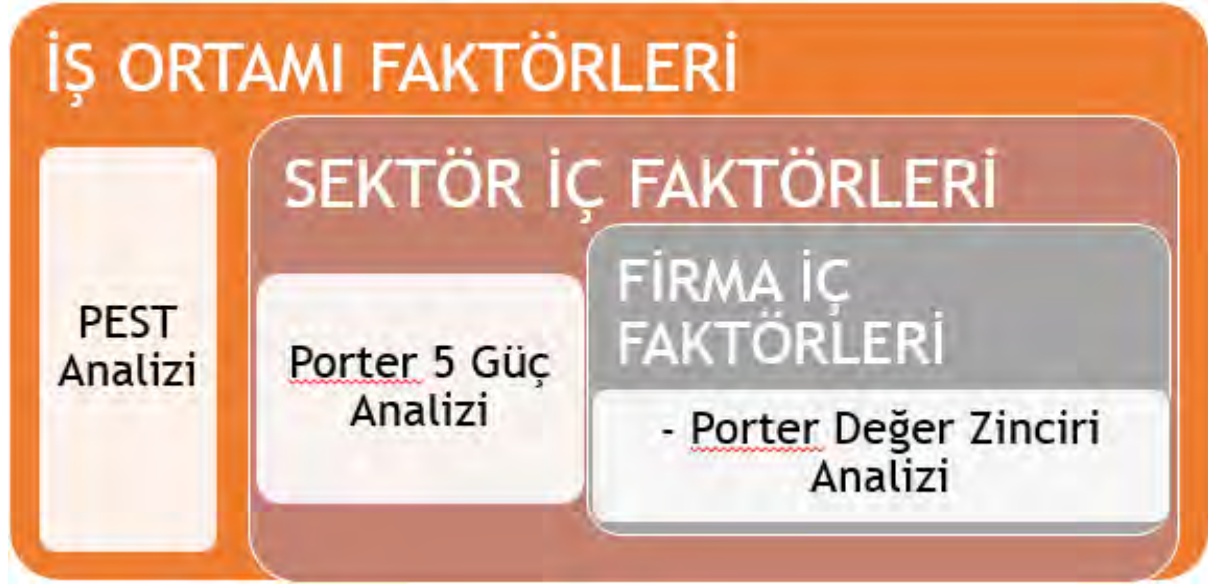 İŞ ORTAMI FAKTÖRLERİ
SEKTÖR İÇ FAKTÖRLERİ
FİRMA İÇ
FAKTÖRLERİ
PEST
Analizi
Porter 5 Güç
Analizi
- Porter Değer Zinciri
Analizi